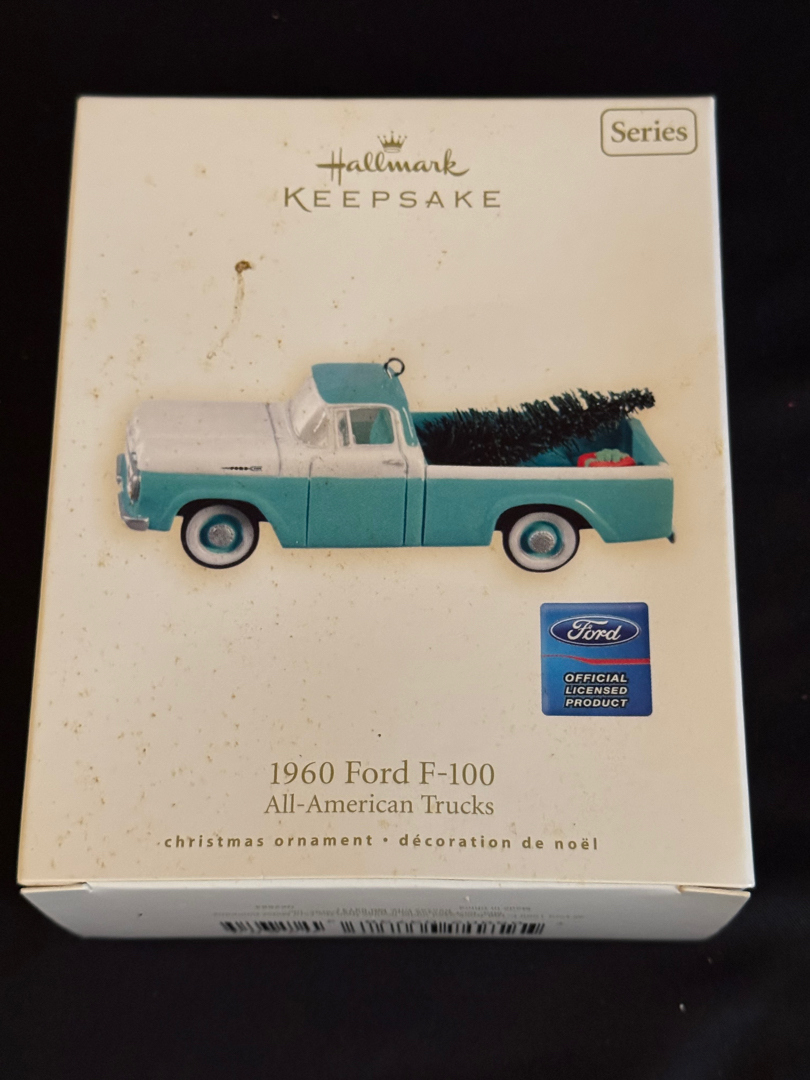 Series
Hallmark
KEEPSAKE
Ford
OFFICIAL
LICENSED
PRODUCT
1960 Ford F-100
All-American Trucks
christmas ornament • décoration de noël